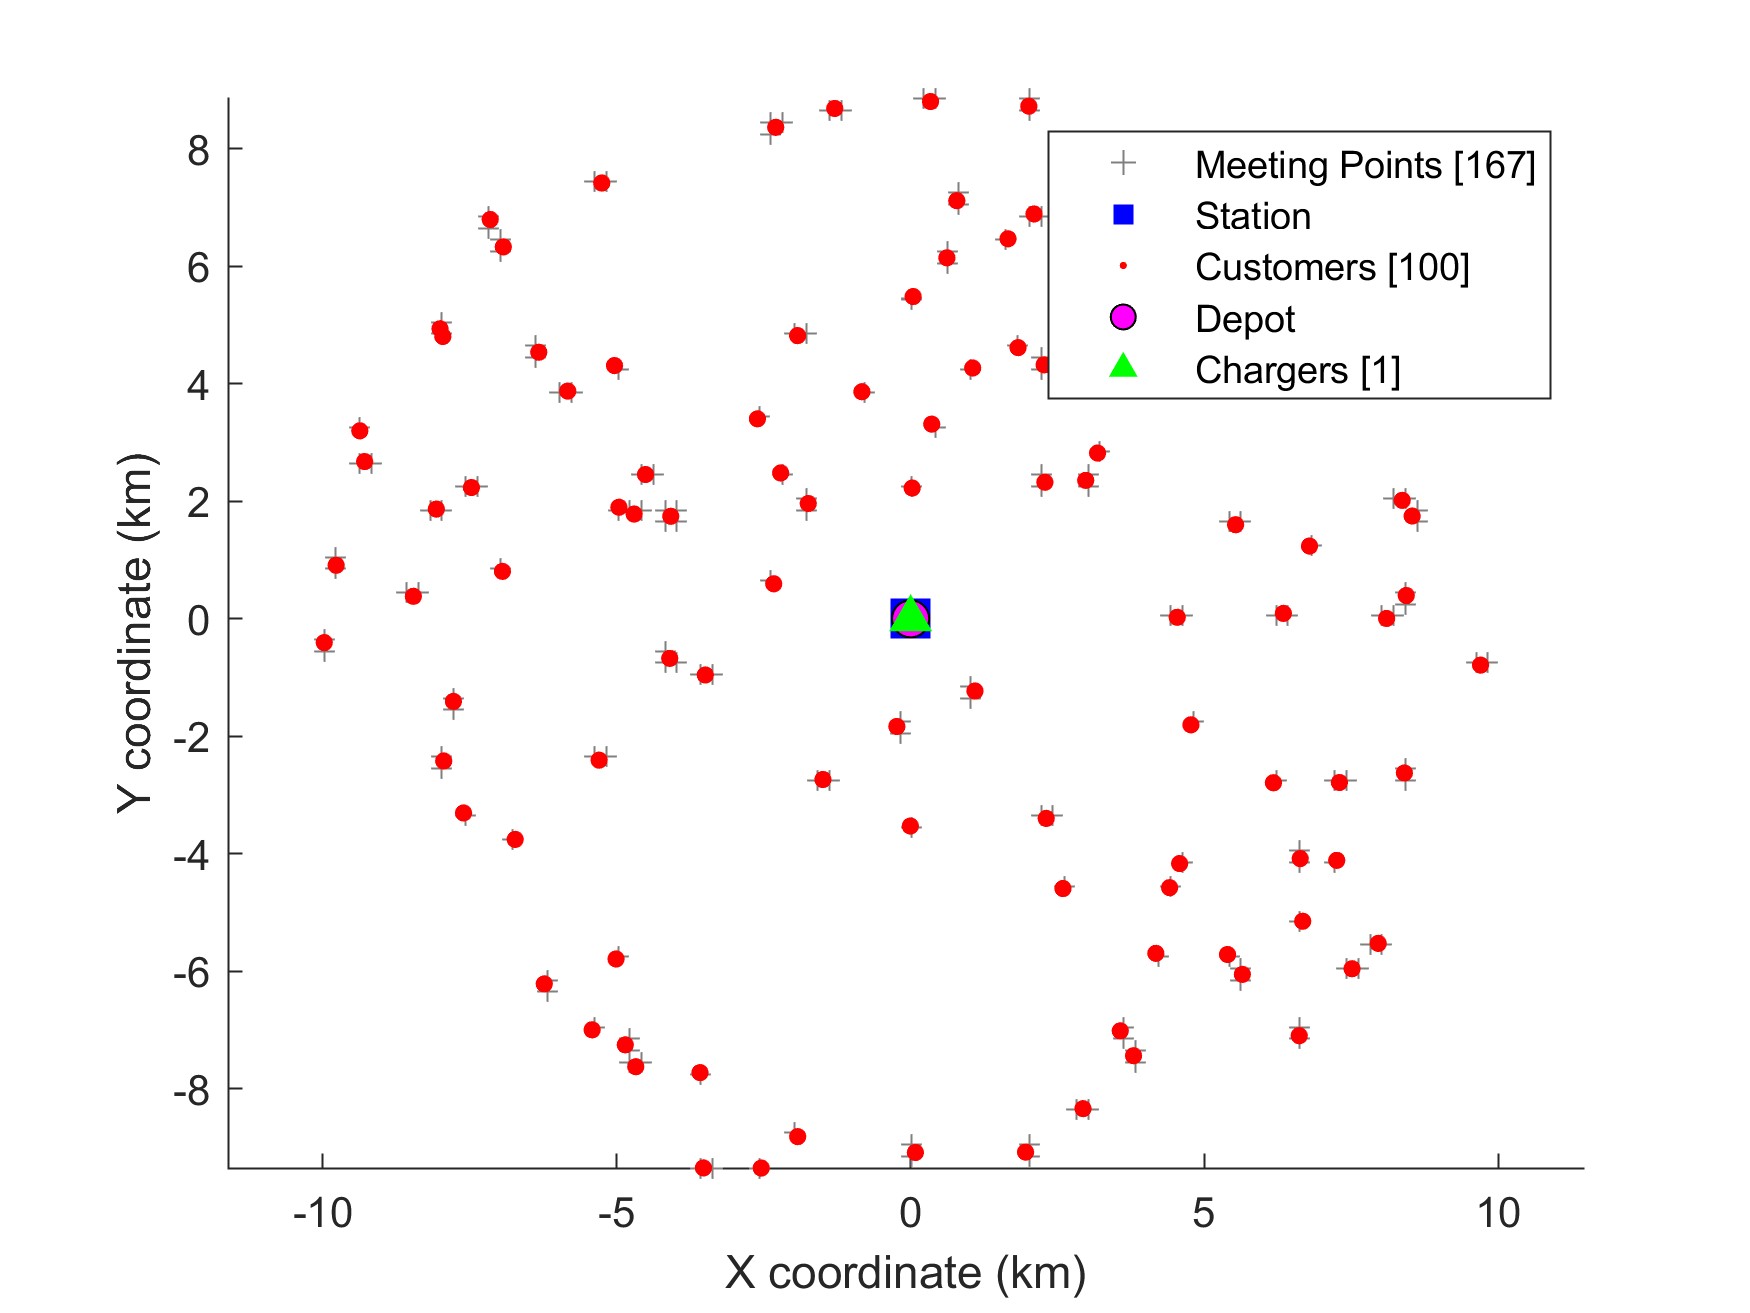 8
6
4
2
0
-2
-4
-6
-8
Y coordinate (km)
Meeting Points [167]
Station
Customers [100]
Depot
Chargers [1]
-10 -5 0 5 10
X coordinate (km)